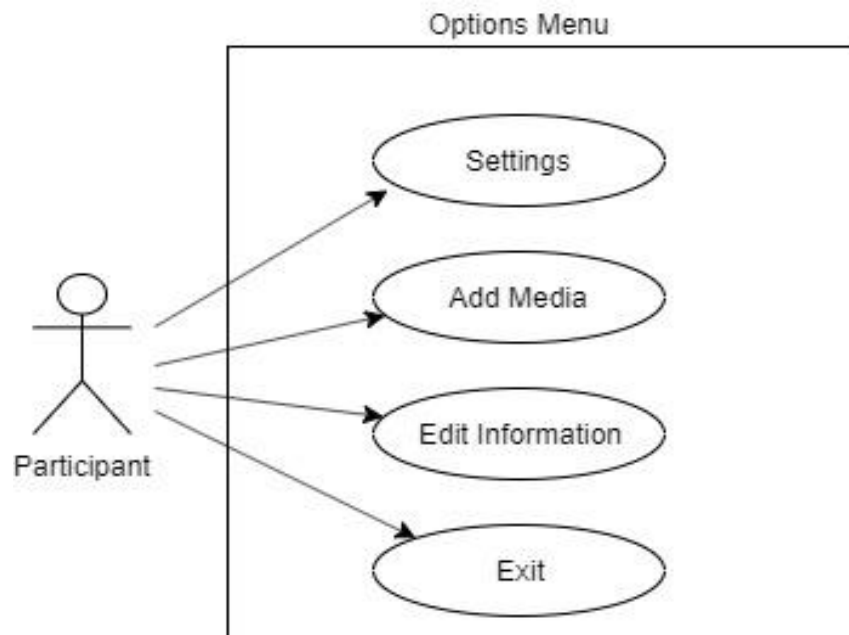 Options Menu
Settings
Add Media
Edit Information
Participant
Exit